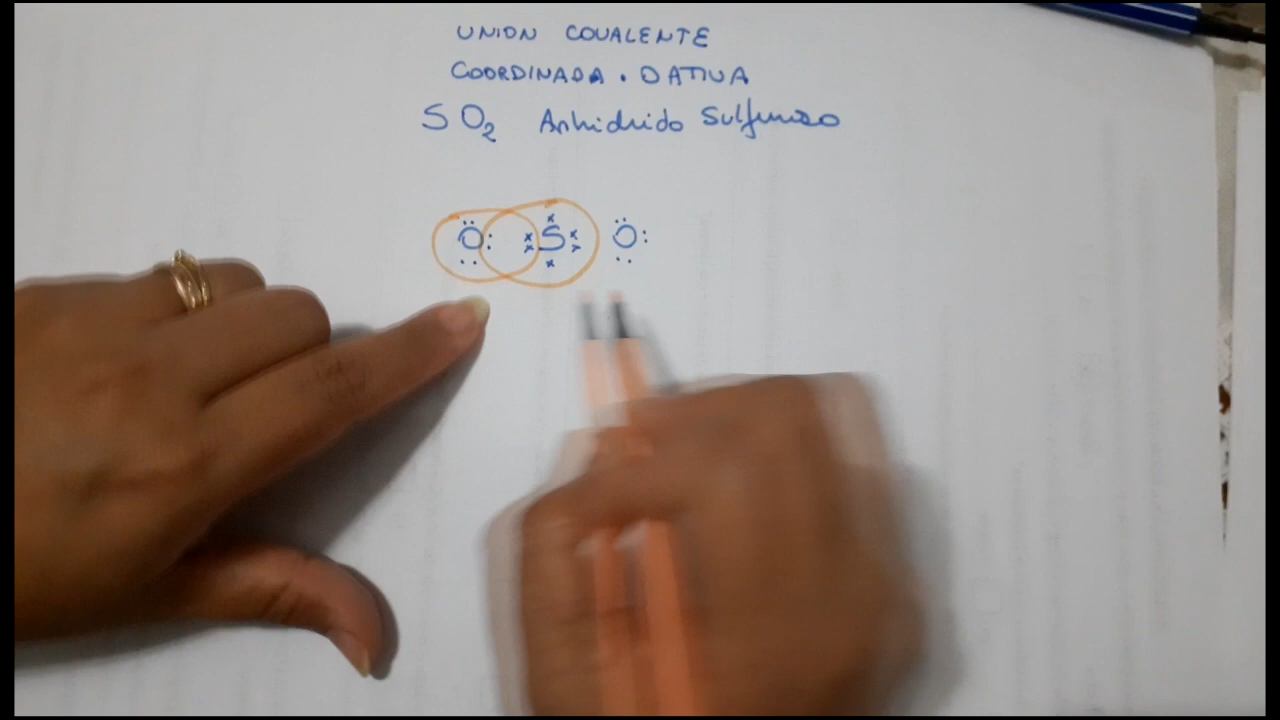 UNION COVALENTE
COORDINADA . DATIVA
SO₂ Anhidrido Sulfuroso
O S O